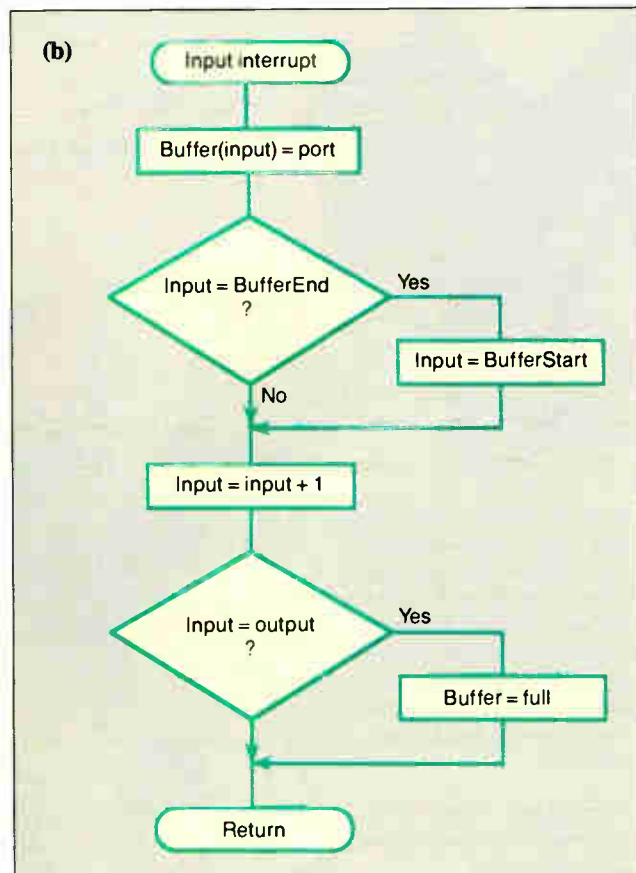 (b)
Input interrupt
Buffer(input) = port
Input = BufferEnd
?
Yes
Input = BufferStart
No
Input = input + 1
Input = output
?
Yes
Buffer = full
Return